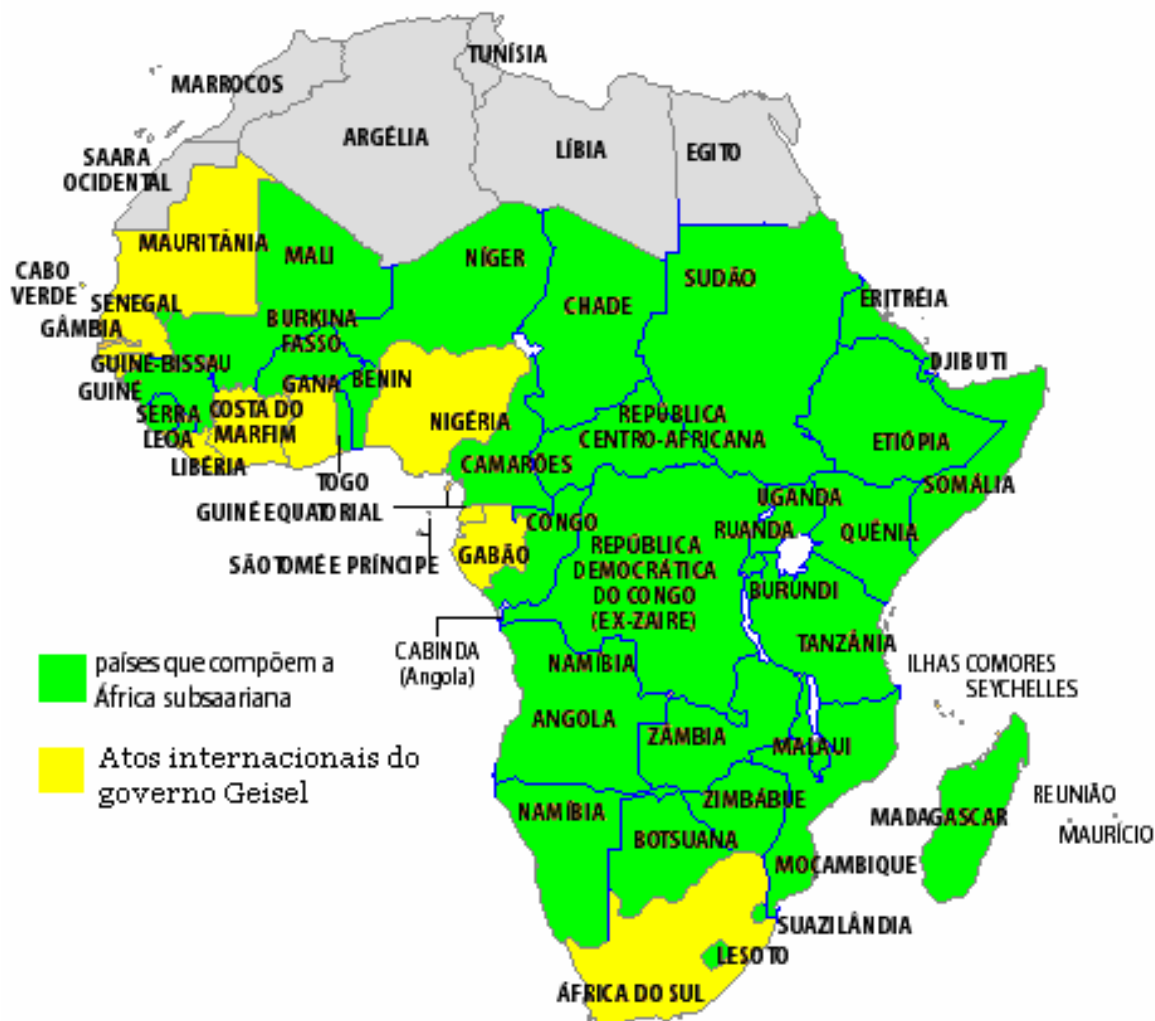 TUNÍSIA
MARROCOS
ARGÉLIA
LÍBIA
EGITO
SAARA
OCIDENTAL
MAURITÂNIA
MALI
NÍGER
CHADE
SUDÃO
CABO
VERDE
SENEGAL
GÂMBIA
ERITRÉIA
BURKINA
FASSO
GUINÉ-BISSAU
GUINÉ
GANA
BENIN
DJIBUTI
SERRA
LEOA
COSTA DO
MARFIM
NIGÉRIA
REPÚBLICA
CENTRO-AFRICANA
ETIÓPIA
LIBÉRIA
CAMARÕES
SOMÁLIA
TOGO
UGANDA
GUINÉ EQUATORIAL
CONGO
RUANDA
QUÊNIA
GABÃO
SÃO TOMÉ E PRÍNCIPE
REPÚBLICA
DEMOCRÁTICA
DO CONGO
(EX-ZAIRE)
BURUNDI
TANZÂNIA
CABINDA
(Angola)
NAMÍBIA
ILHAS COMORES
SEYCHELLES
países que compõem a
África subsaariana
ANGOLA
ZÂMBIA
MALAUI
Atos internacionais do
governo Geisel
NAMÍBIA
ZIMBÁBUE
BOTSUANA
MADAGASCAR
REUNIÃO
MAURÍCIO
MOÇAMBIQUE
SUAZILÂNDIA
LESOTO
ÁFRICA DO SUL